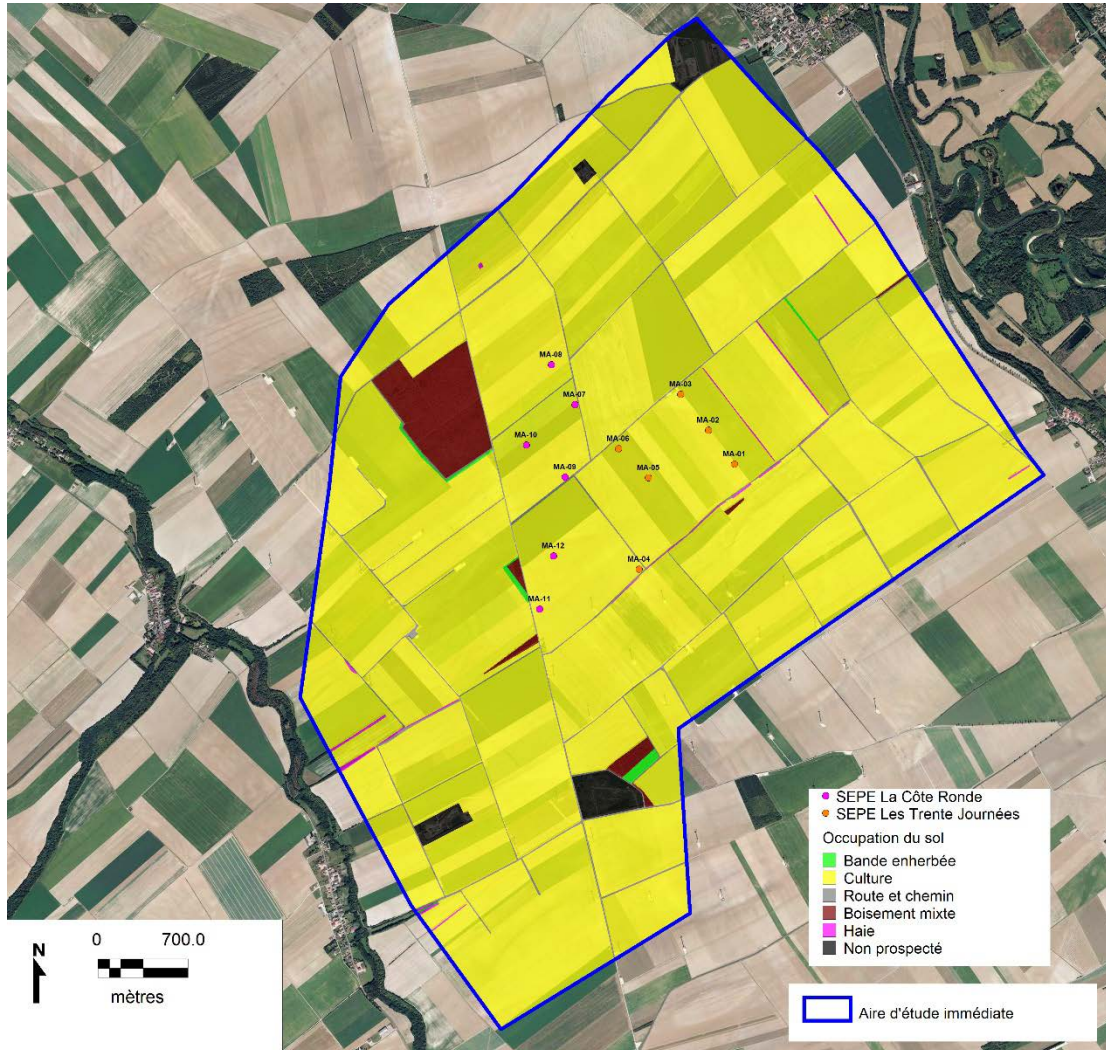 MA-08
MA-03
MA-07
MA-02
MA-10
MA-06
MA-01
MA-09
MA-05
MA-12
MA-04
MA-11
SEPE La Côte Ronde
SEPE Les Trente Journées
Occupation du sol
Bande enherbée
Culture
Route et chemin
Boisement mixte
Haie
Non prospecté
N
0 700.0
mètres
Aire d'étude immédiate